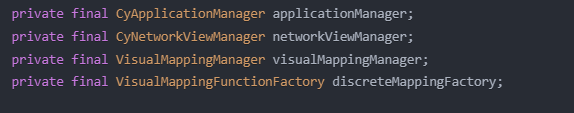 private final CyApplicationManager applicationManager;
private final CyNetworkViewManager networkViewManager;
private final VisualMappingManager visualMappingManager;
private final VisualMappingFunctionFactory discreteMappingFactory;